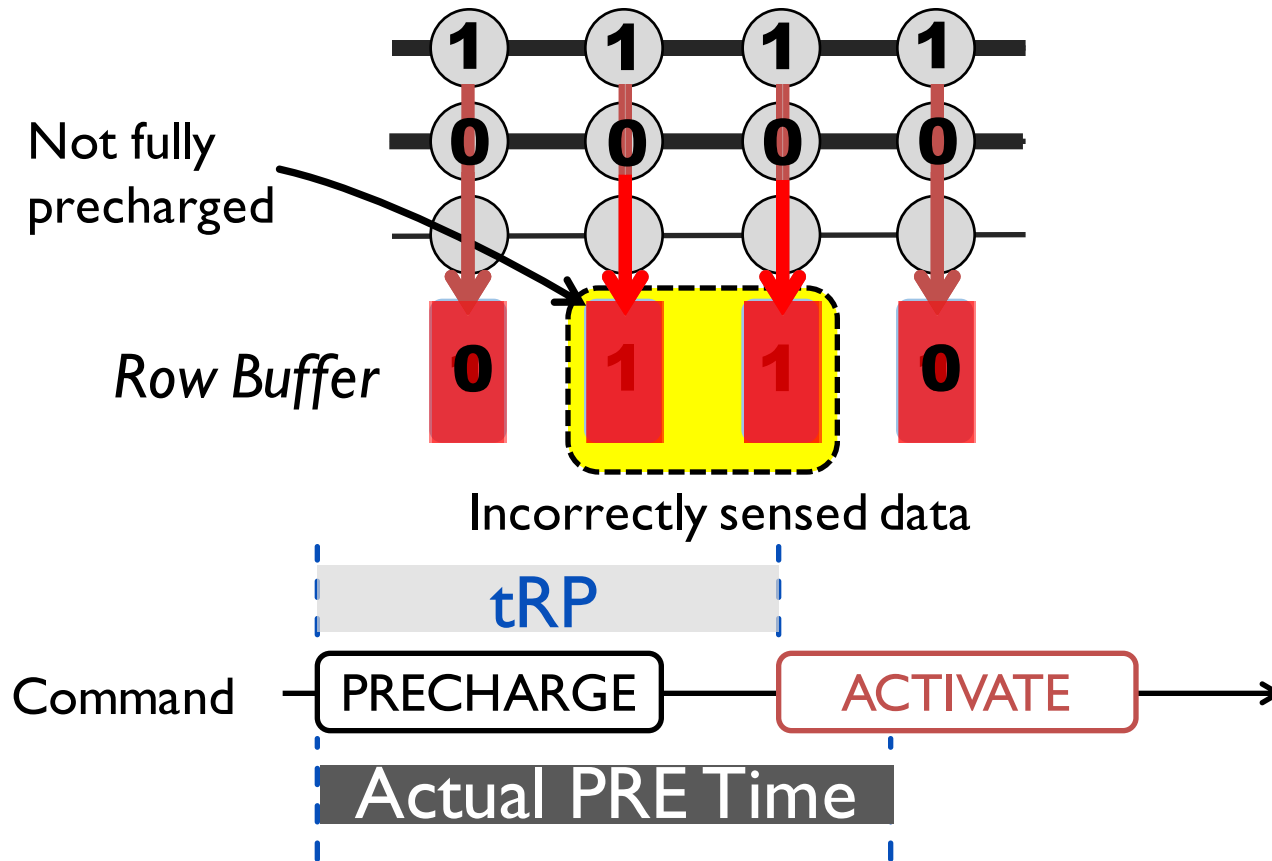 1 1 1 1
0 0 0 0
Not fully
precharged
Row Buffer
0 1 1 0
Incorrectly sensed data
tRP
Command
PRECHARGE
ACTIVATE
Actual PRE Time